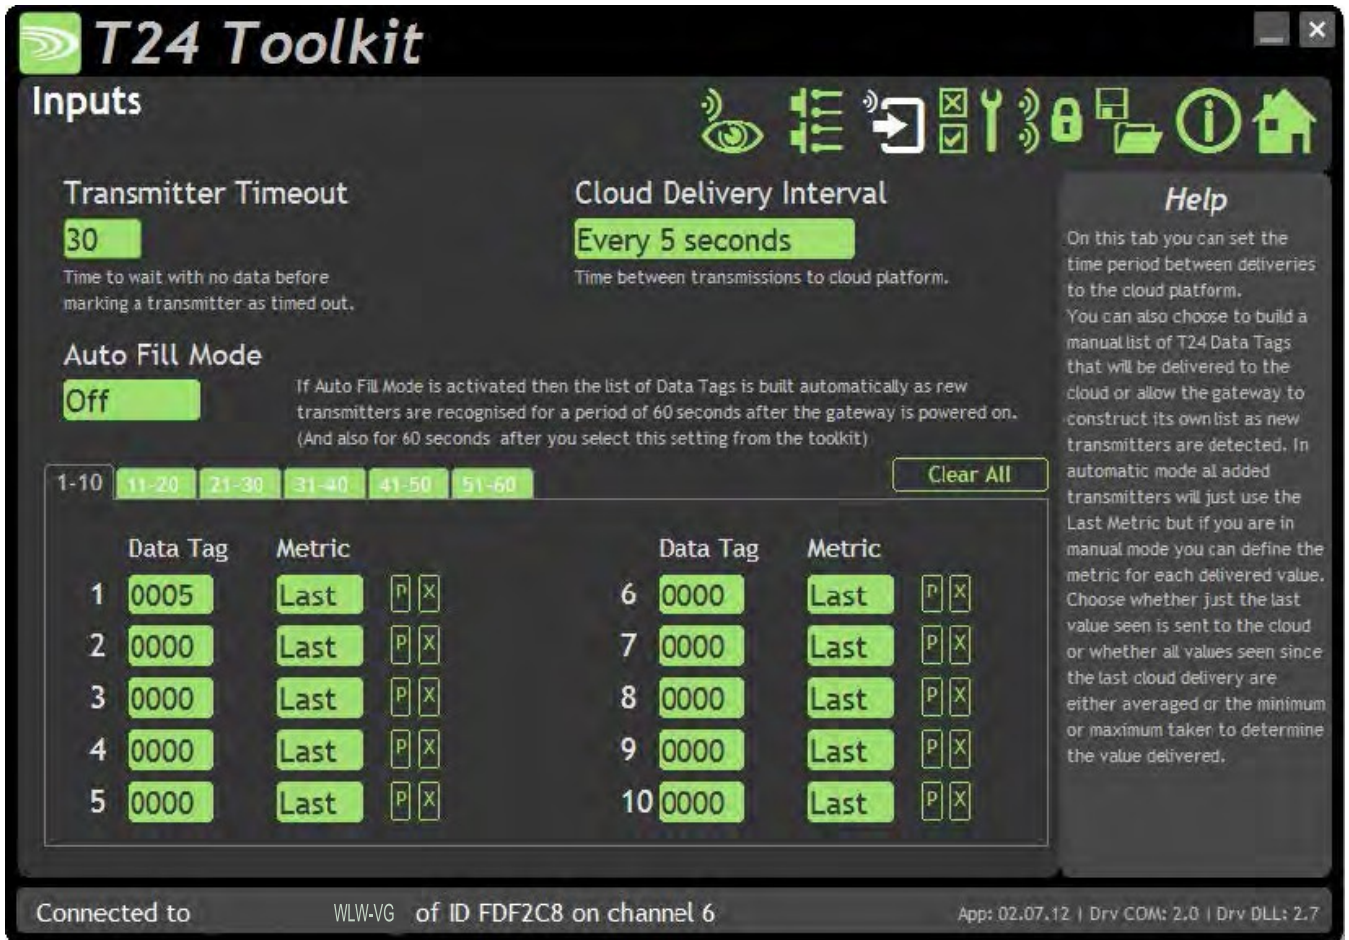 T24 Toolkit
Inputs
Transmitter Timeout
30
Time to wait with no data before
marking a transmitter as timed out.
Cloud Delivery Interval
Every 5 seconds
Time between transmissions to cloud platform.
Auto Fill Mode
Off
If Auto Fill Mode is activated then the list of Data Tags is built automatically as new
transmitters are recognised for a period of 60 seconds after the gateway is powered on.
(And also for 60 seconds after you select this setting from the toolkit)
1-10 11-20 21-30 31-40 41-50 51-60
Clear All
Data Tag Metric
1 0005 Last P X
2 0000 Last P X
3 0000 Last P X
4 0000 Last P X
5 0000 Last P X
Data Tag Metric
6 0000 Last P X
7 0000 Last P X
8 0000 Last P X
9 0000 Last P X
10 0000 Last P X
Help
On this tab you can set the
time period between deliveries
to the cloud platform.
You can also choose to build a
manual list of T24 Data Tags
that will be delivered to the
cloud or allow the gateway to
construct its own list as new
transmitters are detected. In
automatic mode al added
transmitters will just use the
Last Metric but if you are in
manual mode you can define the
metric for each delivered value.
Choose whether just the last
value seen is sent to the cloud
or whether all values seen since
the last cloud delivery are
either averaged or the minimum
or maximum taker to determine
the value delivered.
Connected to WLW-VG of ID FDF2C8 on channel 6
App: 02.07.12 | Drv COM: 2.0 | Drv DLL: 2.7